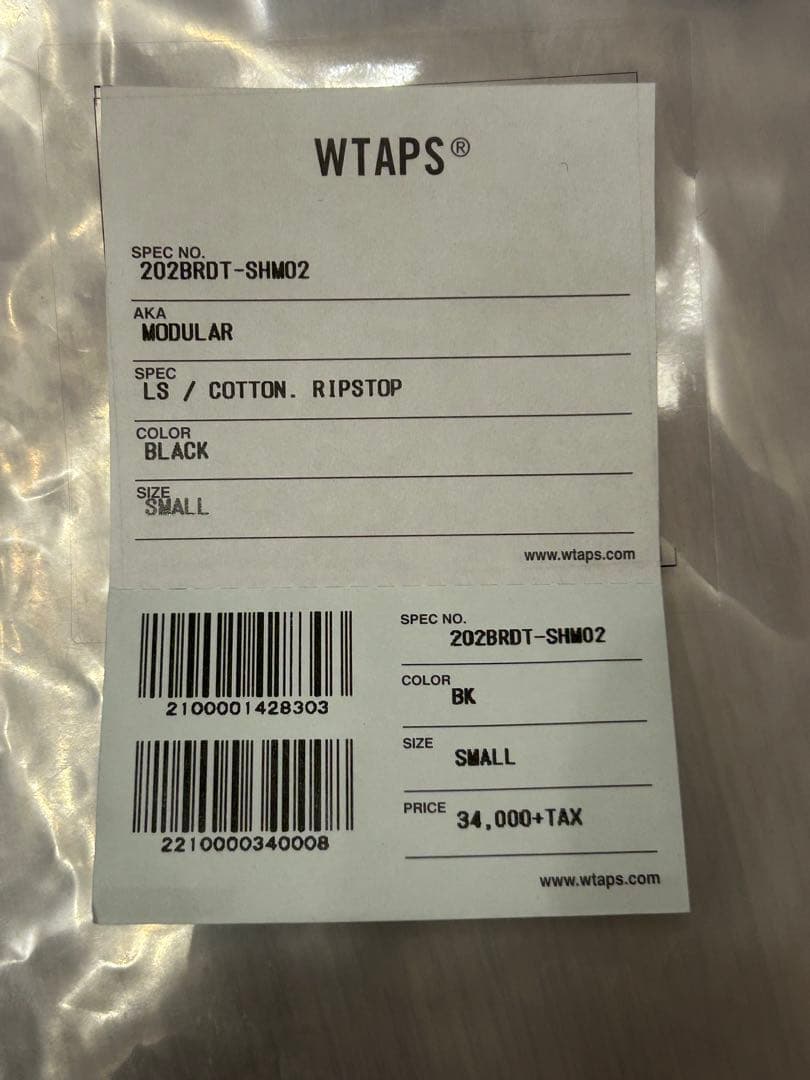 WTAPS®
SPEC NO.
202BRDT-SHM02
AKA
MODULAR
SPEC
LS / COTTON. RIPSTOP
COLOR
BLACK
SIZE
SMALL
www.wtaps.com
2100001428303
2210000340008
SPEC NO.
202BRDT-SHM02
COLOR
BK
SIZE
SMALL
PRICE
34,000+TAX
www.wtaps.com